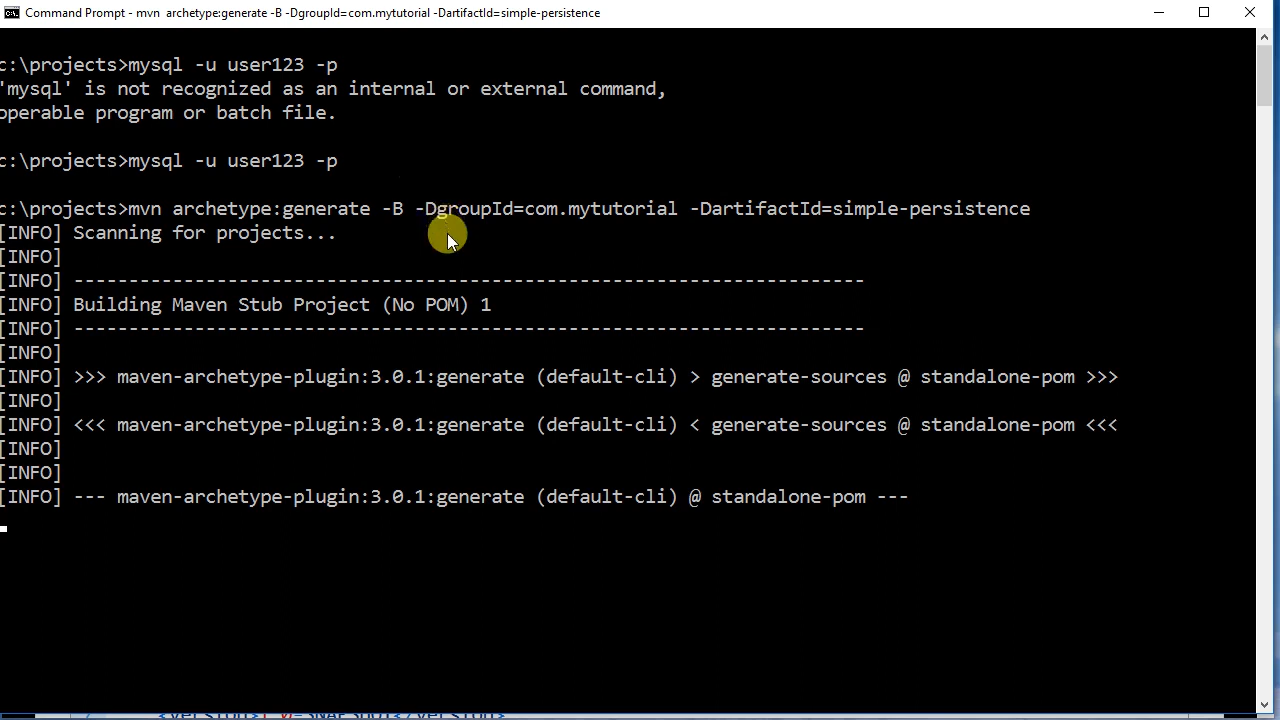 Command Prompt - mvn  archetype:generate -B -DgroupId=com.mytutorial -DartifactId=simple-persistence
c:\projects>mysql -u user123 -p
'mysql' is not recognized as an internal or external command,
operable program or batch file.
c:\projects>mysql -u user123 -p
c:\projects>mvn archetype:generate -B -DgroupId=com.mytutorial -DartifactId=simple-persistence
[INFO] Scanning for projects...
[INFO]
[INFO] ------------------------------------------------------------------------
[INFO] Building Maven Stub Project (No POM) 1
[INFO] ------------------------------------------------------------------------
[INFO]
[INFO] >>> maven-archetype-plugin:3.0.1:generate (default-cli) > generate-sources @ standalone-pom >>>
[INFO]
[INFO] <<< maven-archetype-plugin:3.0.1:generate (default-cli) < generate-sources @ standalone-pom <<<
[INFO]
[INFO]
[INFO] --- maven-archetype-plugin:3.0.1:generate (default-cli) @ standalone-pom ---